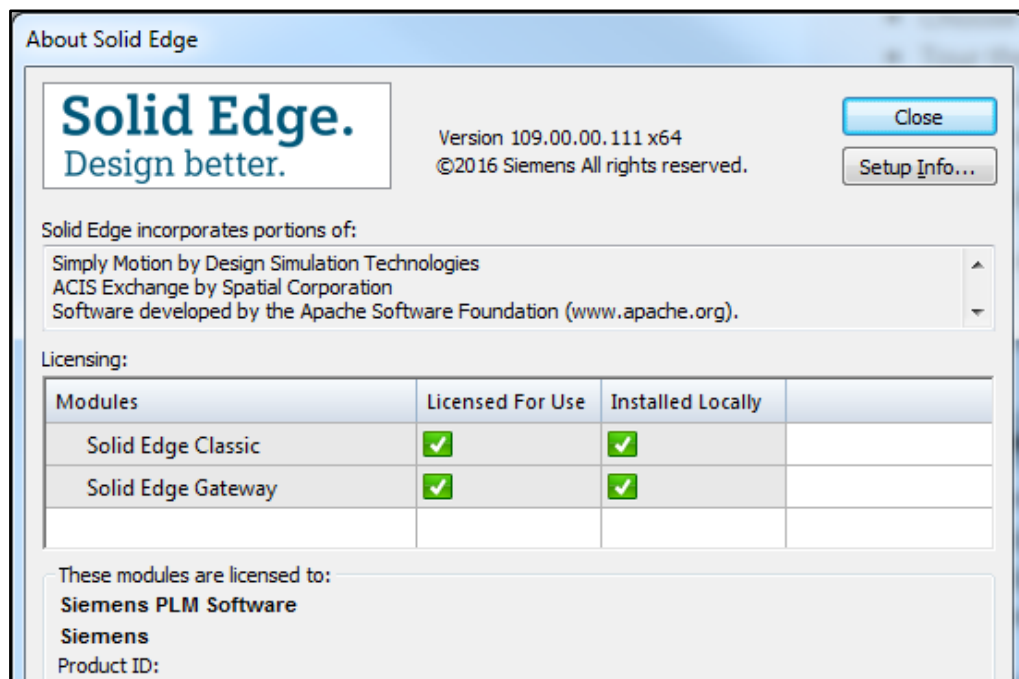 About Solid Edge
Solid Edge.
Design better.
Version 109.00.00.111 x64
©2016 Siemens All rights reserved.
Close
Setup Info...
Solid Edge incorporates portions of:
Simply Motion by Design Simulation Technologies
ACIS Exchange by Spatial Corporation
Software developed by the Apache Software Foundation (www.apache.org).
Licensing:
Modules Licensed For Use Installed Locally
Solid Edge Classic
Solid Edge Gateway
These modules are licensed to:
Siemens PLM Software
Siemens
Product ID: